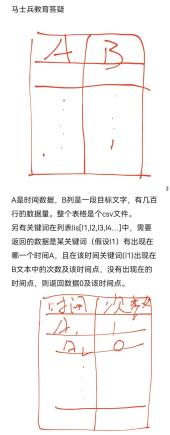 马士兵教育答疑
A B
A是时间数据，B列是一段目标文字，有几百
行的数据量。整个表格是个csv文件。
另有关键词在列表lis[l1,l2,l3,l4...]中，需要
返回的数据是某关键词（假设l1）有出现在
哪一个时间A，且在该时间关键词(l1)出现在
B文本中的次数及该时间点，没有出现在的
时间点，则返回数据0及该时间点。
时间 次数
A₁ 1
A₂ 0